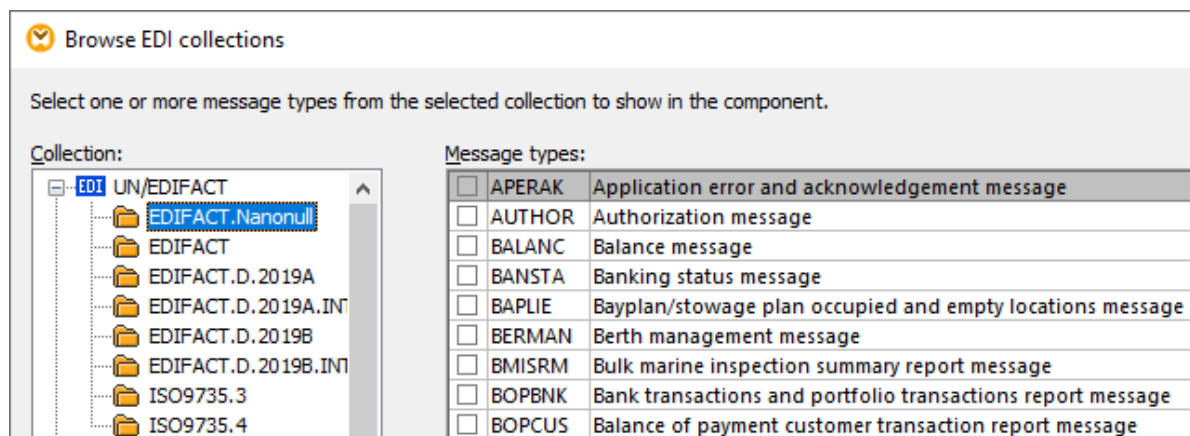 Browse EDI collections
Select one or more message types from the selected collection to show in the component.
Collection:
EDI UN/EDIFACT
EDIFACT.Nanonull
EDIFACT
EDIFACT.D.2019A
EDIFACT.D.2019A.INT
EDIFACT.D.2019B
EDIFACT.D.2019B.INT
ISO9735.3
ISO9735.4
Message types:
APERAK Application error and acknowledgement message
AUTHOR Authorization message
BALANC Balance message
BANSTA Banking status message
BAPLIE Bayplan/stowage plan occupied and empty locations message
BERMAN Berth management message
BMISRM Bulk marine inspection summary report message
BOPBNK Bank transactions and portfolio transactions report message
BOPCUS Balance of payment customer transaction report message